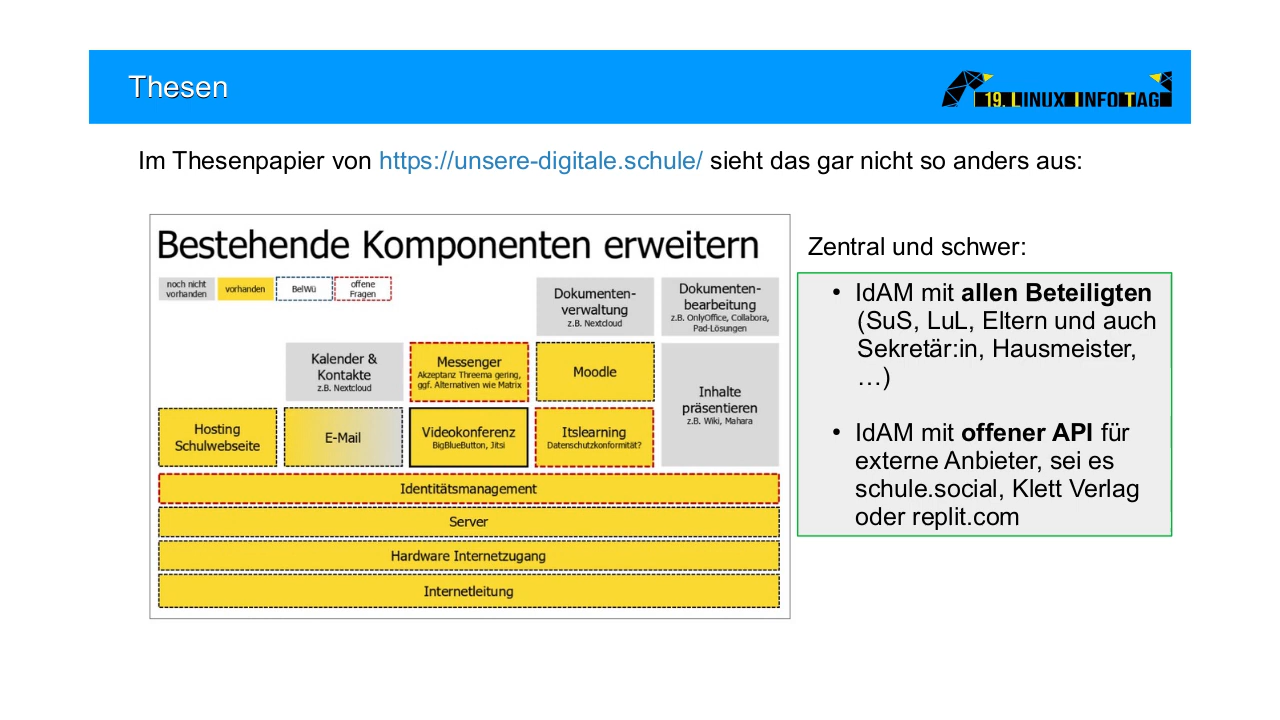 Thesen
19. LINUX INFO TAG
Im Thesenpapier von https://unsere-digitale.schule/ sieht das gar nicht so anders aus:
Bestehende Komponenten erweitern
noch nicht
vorhanden
vorhanden
BelWü
offene
Fragen
Dokumenten-
verwaltung
z.B. Nextcloud
Dokumenten-
bearbeitung
z.B. OnlyOffice, Collabora,
Pad-Lösungen
Kalender &
Kontakte
z.B. Nextcloud
Messenger
Akzeptanz Threema gering,
ggf. Alternativen wie Matrix
Moodle
Inhalte
präsentieren
z.B. Wiki, Mahara
Hosting
Schulwebseite
E-Mail
Videokonferenz
BigBlueButton, Jitsi
Itslearning
Datenschutzkonformität?
Identitätsmanagement
Server
Hardware Internetzugang
Internetleitung
Zentral und schwer:
• IdAM mit allen Beteiligten
(SuS, LuL, Eltern und auch
Sekretär:in, Hausmeister,
…)
• IdAM mit offener API für
externe Anbieter, sei es
schule.social, Klett Verlag
oder replit.com